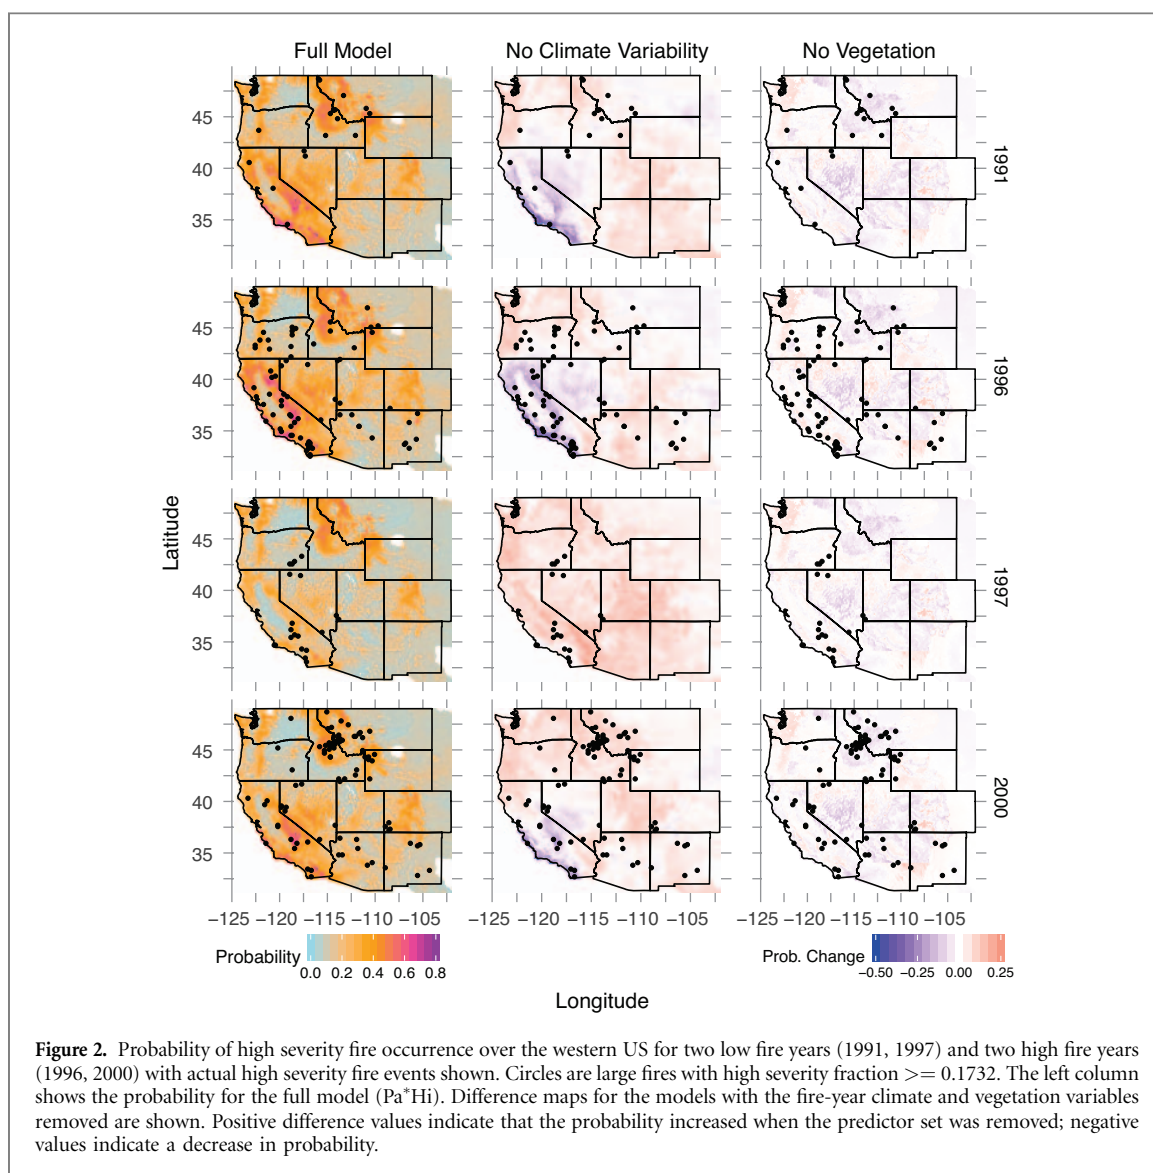 Full Model
No Climate Variability
No Vegetation
45
40
35
1991
45
40
35
1996
Latitude
45
40
35
1997
45
40
35
2000
−125 −120 −115 −110 −105
−125 −120 −115 −110 −105
−125 −120 −115 −110 −105
Probability
0.0 0.2 0.4 0.6 0.8
Prob. Change
−0.50 −0.25 0.00 0.25
Longitude
Figure 2. Probability of high severity fire occurrence over the western US for two low fire years (1991, 1997) and two high fire years
(1996, 2000) with actual high severity fire events shown. Circles are large fires with high severity fraction >= 0.1732. The left column
shows the probability for the full model (Pa*Hi). Difference maps for the models with the fire-year climate and vegetation variables
removed are shown. Positive difference values indicate that the probability increased when the predictor set was removed; negative
values indicate a decrease in probability.